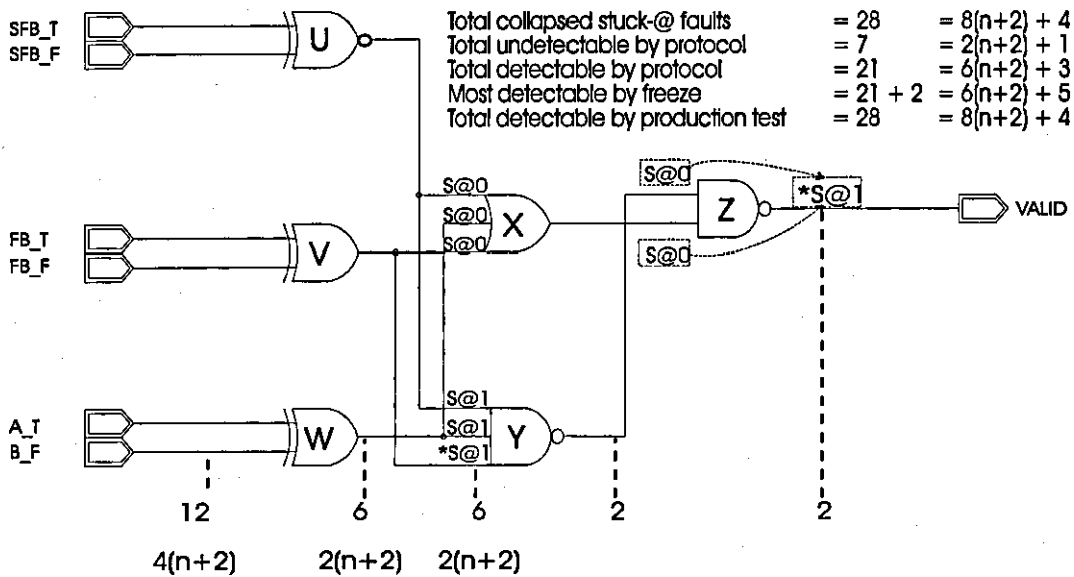 Total collapsed stuck-@ faults = 28 = 8(n+2) + 4
Total undetectable by protocol = 7 = 2(n+2) + 1
Total detectable by protocol = 21 = 6(n+2) + 3
Most detectable by freeze = 21 + 2 = 6(n+2) + 5
Total detectable by production test = 28 = 8(n+2) + 4
SFB_T
SFB_F
U
S@0
S@0
S@0
X
S@0
Z
*S@1
VALID
S@0
FB_T
FB_F
V
A_T
B_F
W
S@1
S@1
*S@1
Y
12 6 6 2 2
4(n+2) 2(n+2) 2(n+2)